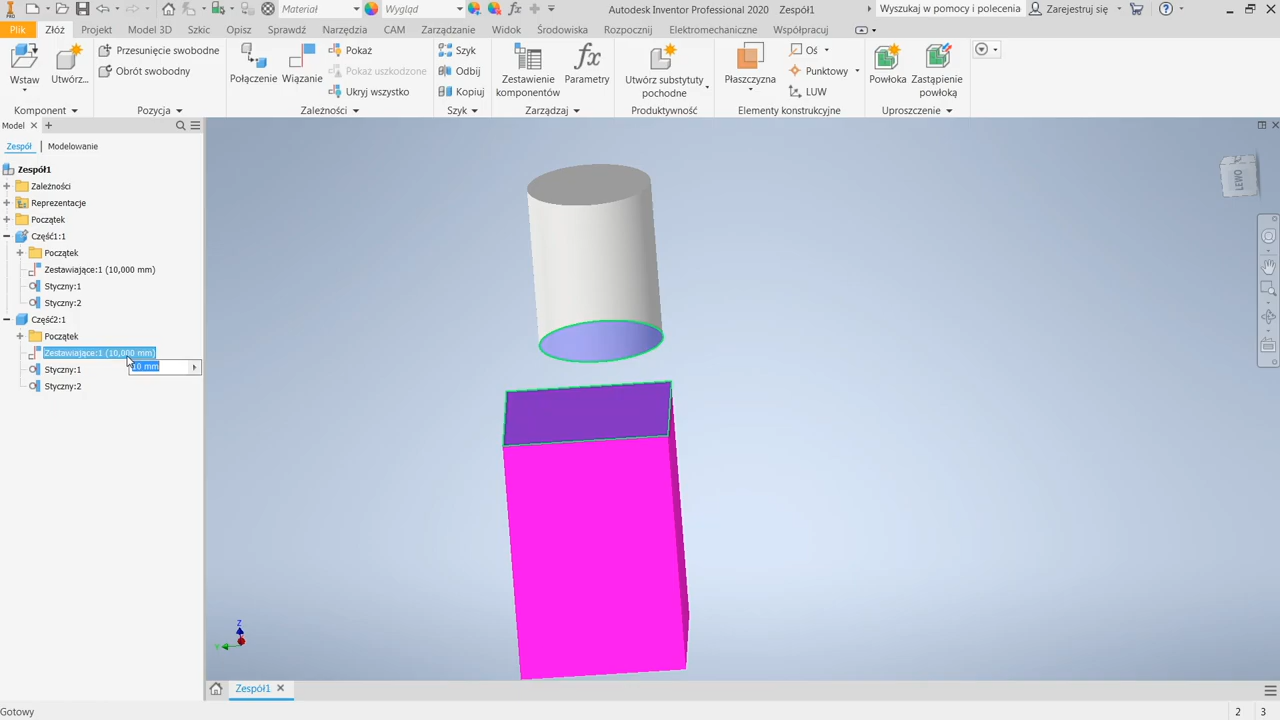 Materiał
Wygląd
Autodesk Inventor Professional 2020 Zespół1
Wyszukaj w pomocy i polecenia
Zarejestruj się
PRO
Plik
Złóż
Projekt
Model 3D
Szkic
Opisz
Sprawdź
Narzędzia
CAM
Zarządzanie
Widok
Środowiska
Rozpocznij
Elektromechaniczne
Współpracuj
Wstaw
Utwórz...
Przesunięcie swobodne
Obrót swobodny
Połączenie
Wiązanie
Pokaż
Pokaż uszkodzone
Ukryj wszystko
Szyk
Odbij
Kopiuj
Zestawienie
komponentów
fx
Parametry
Utwórz substytuty
pochodne
Płaszczyzna
Oś
Punktowy
LUW
Powłoka
Zastąpienie
powłoką
Komponent
Pozycja
Zależności
Szyk
Zarządzaj
Produktywność
Elementy konstrukcyjne
Uproszczenie
Model
Zespół
Modelowanie
Zespół1
Zależności
Reprezentacje
Początek
Część1:1
Początek
Zestawiające:1 (10,000 mm)
Styczny:1
Styczny:2
Część2:1
Początek
Zestawiające:1 (10,000 mm)
10 mm
Styczny:1
Styczny:2
Z
Y
Zespół1
Gotowy
2 3